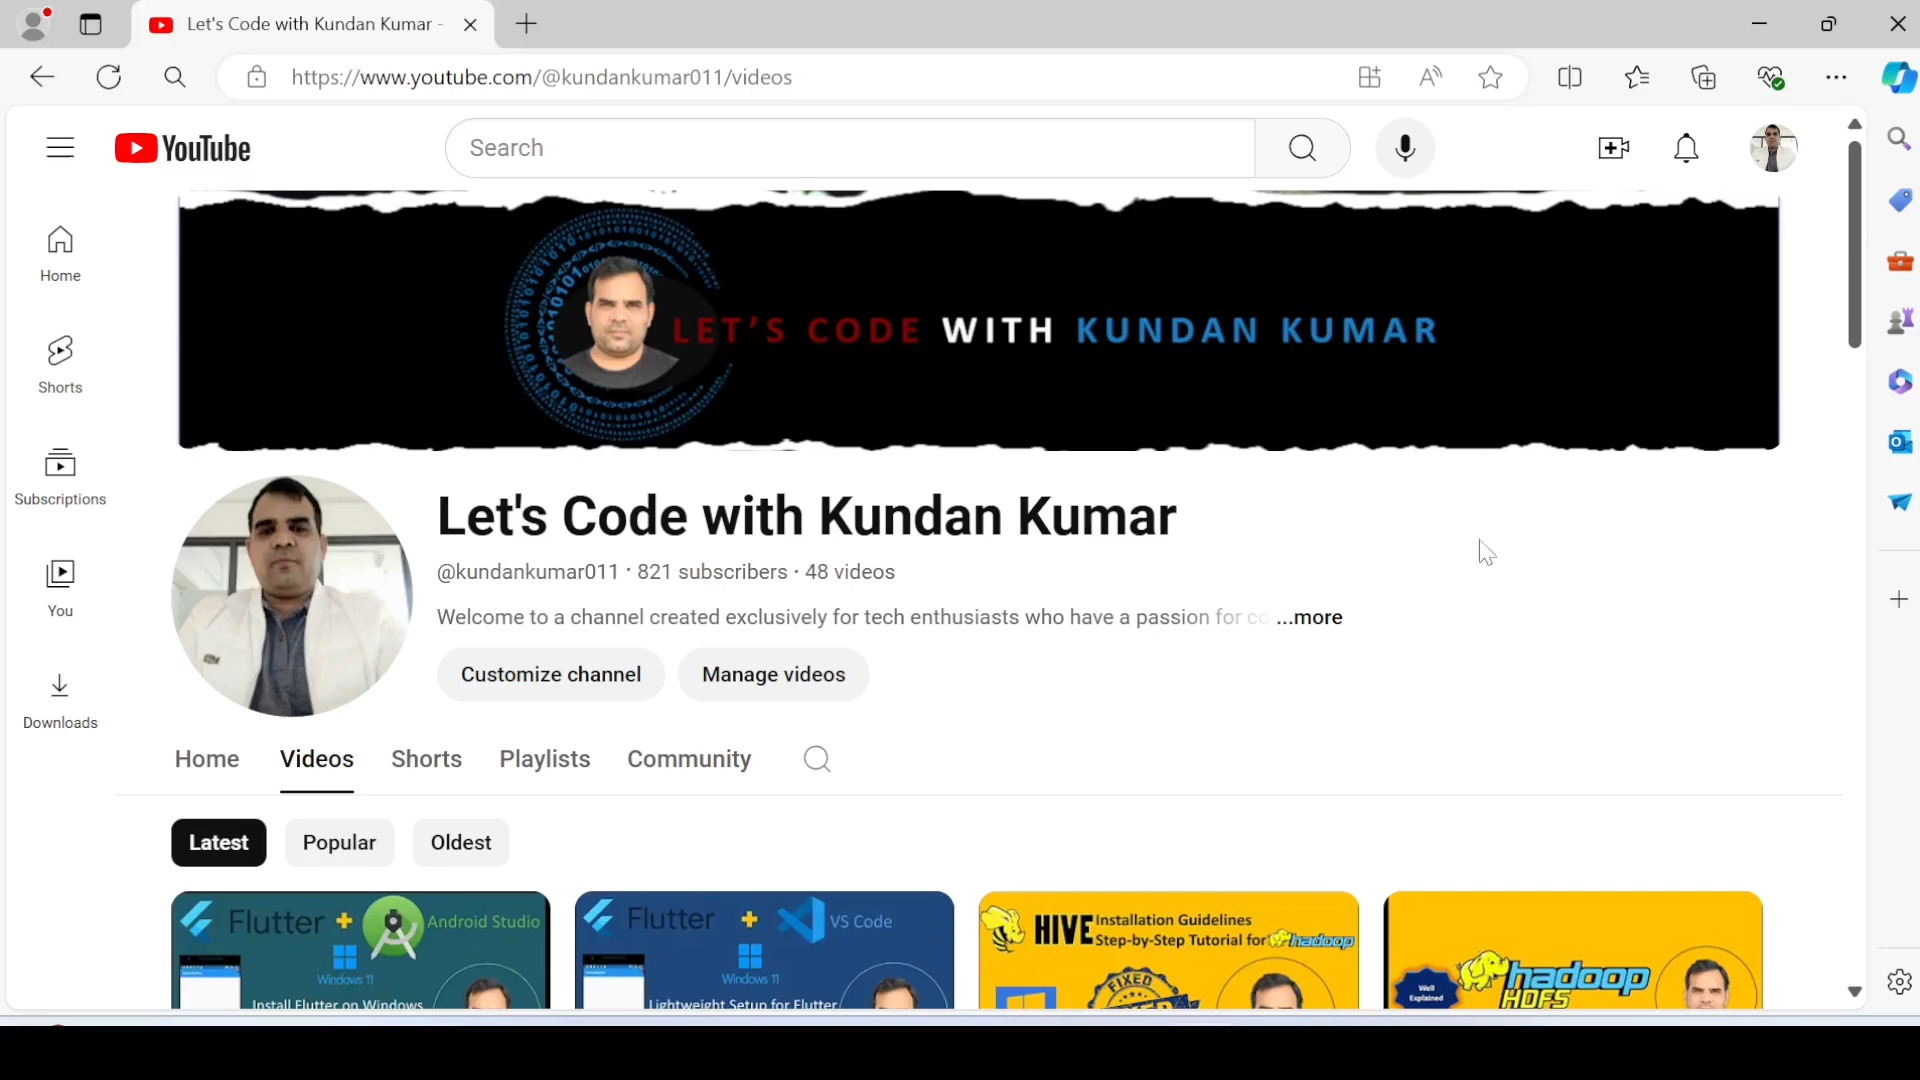 Let's Code with Kundan Kumar -
https://www.youtube.com/@kundankumar011/videos
YouTube
Search
LET'S CODE WITH KUNDAN KUMAR
Home
Shorts
Subscriptions
You
Downloads
Let's Code with Kundan Kumar
@kundankumar011 · 821 subscribers · 48 videos
Welcome to a channel created exclusively for tech enthusiasts who have a passion for co ...more
Customize channel
Manage videos
Home Videos Shorts Playlists Community
Latest Popular Oldest
Flutter + Android Studio
Windows 11
Install Flutter on Windows
Flutter + VS Code
Windows 11
Lightweight Setup for Flutter
HIVE Installation Guidelines
Step-by-Step Tutorial for hadoop
FIXED
Well
Explained
hadoop
HDFS